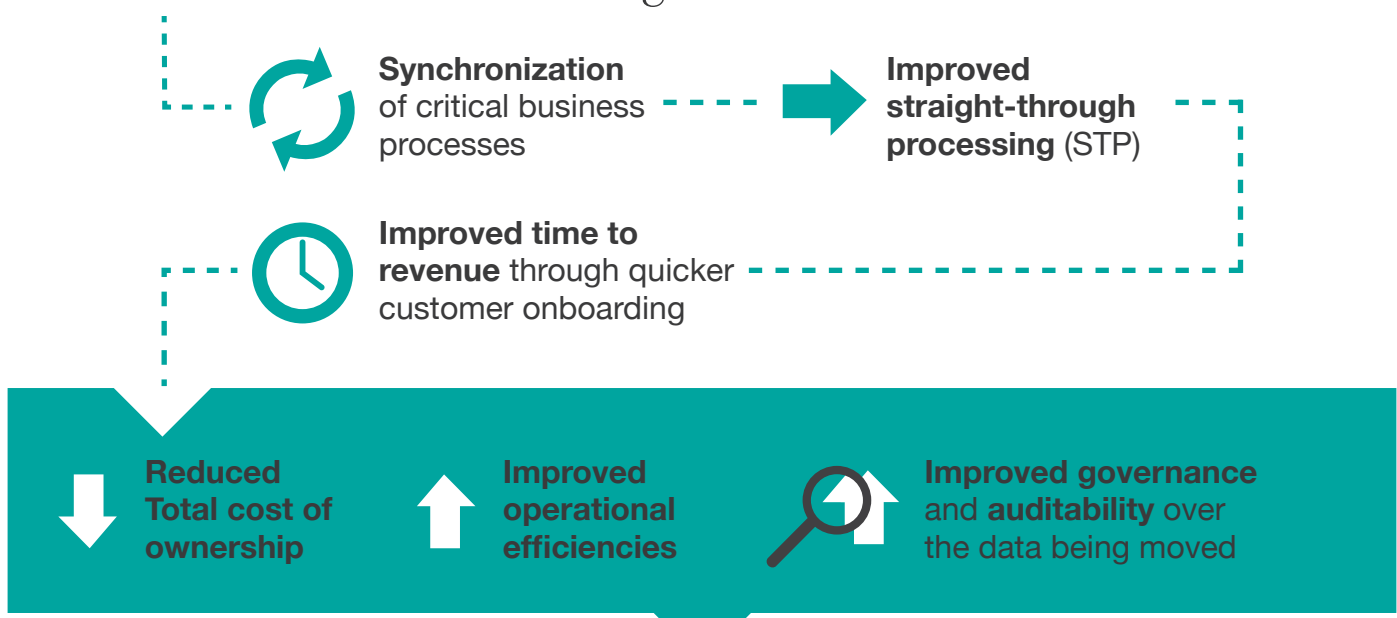 Synchronization
of critical business
processes
Improved
straight-through
processing (STP)
Improved time to
revenue through quicker
customer onboarding
Reduced
Total cost of
ownership
Improved
operational
efficiencies
Improved governance
and auditability over
the data being moved